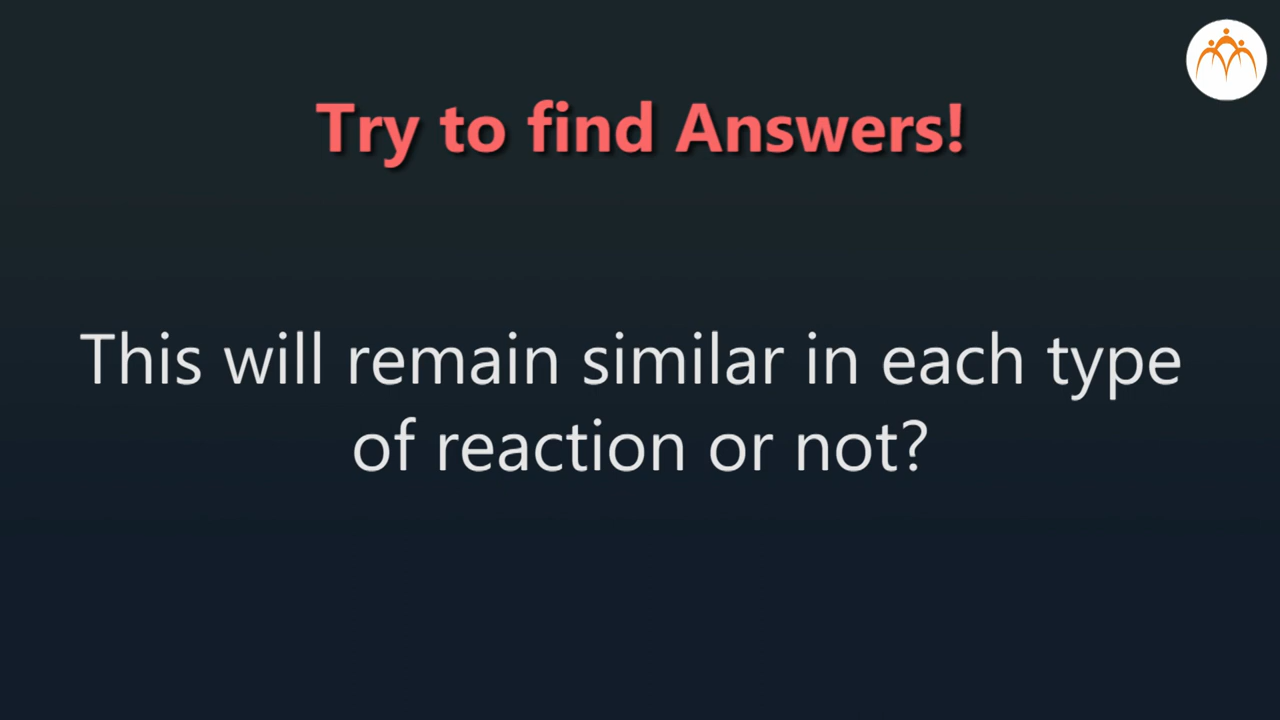 Try to find Answers!
This will remain similar in each type
of reaction or not?